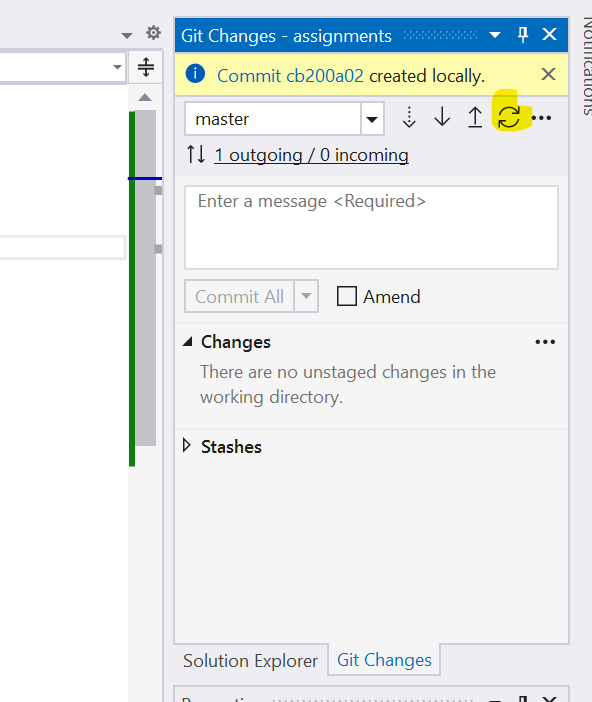 Git Changes - assignments
Notifications
Commit cb200a02 created locally.
master
1 outgoing / 0 incoming
Enter a message <Required>
Commit All
Amend
Changes
There are no unstaged changes in the
working directory.
Stashes
Solution Explorer
Git Changes